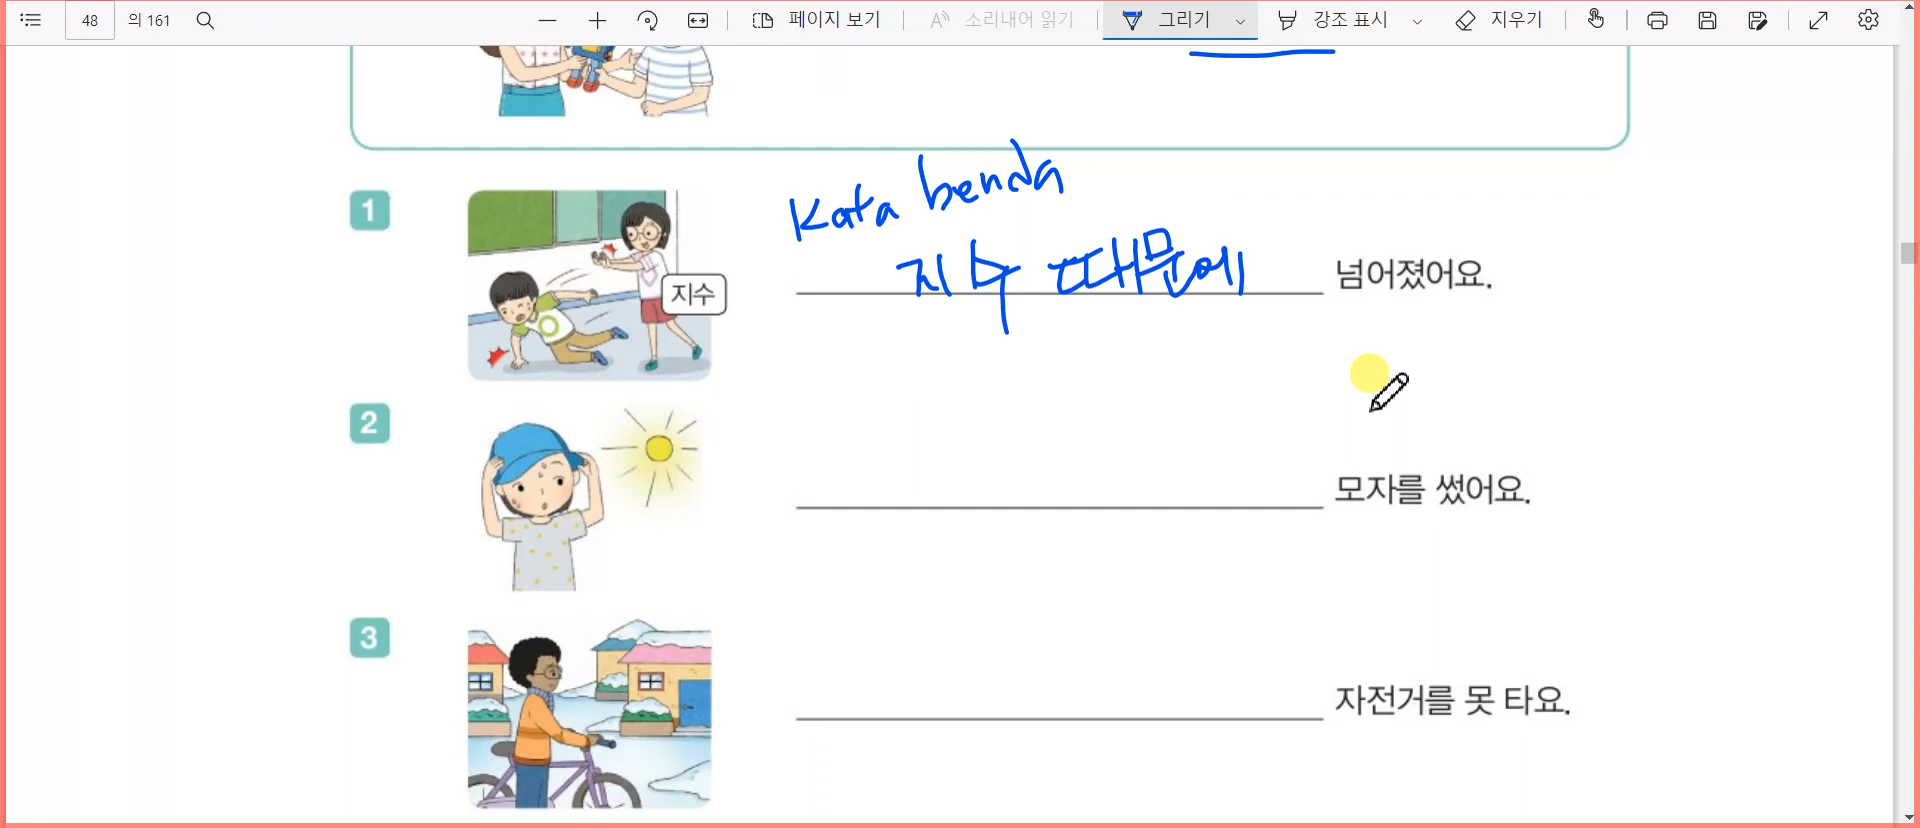 48 의 161 페이지 보기 소리내어 읽기 그리기 강조 표시 지우기
Kata benda
1 지수 지수 때문에 넘어졌어요.
2 모자를 썼어요.
3 자전거를 못 타요.